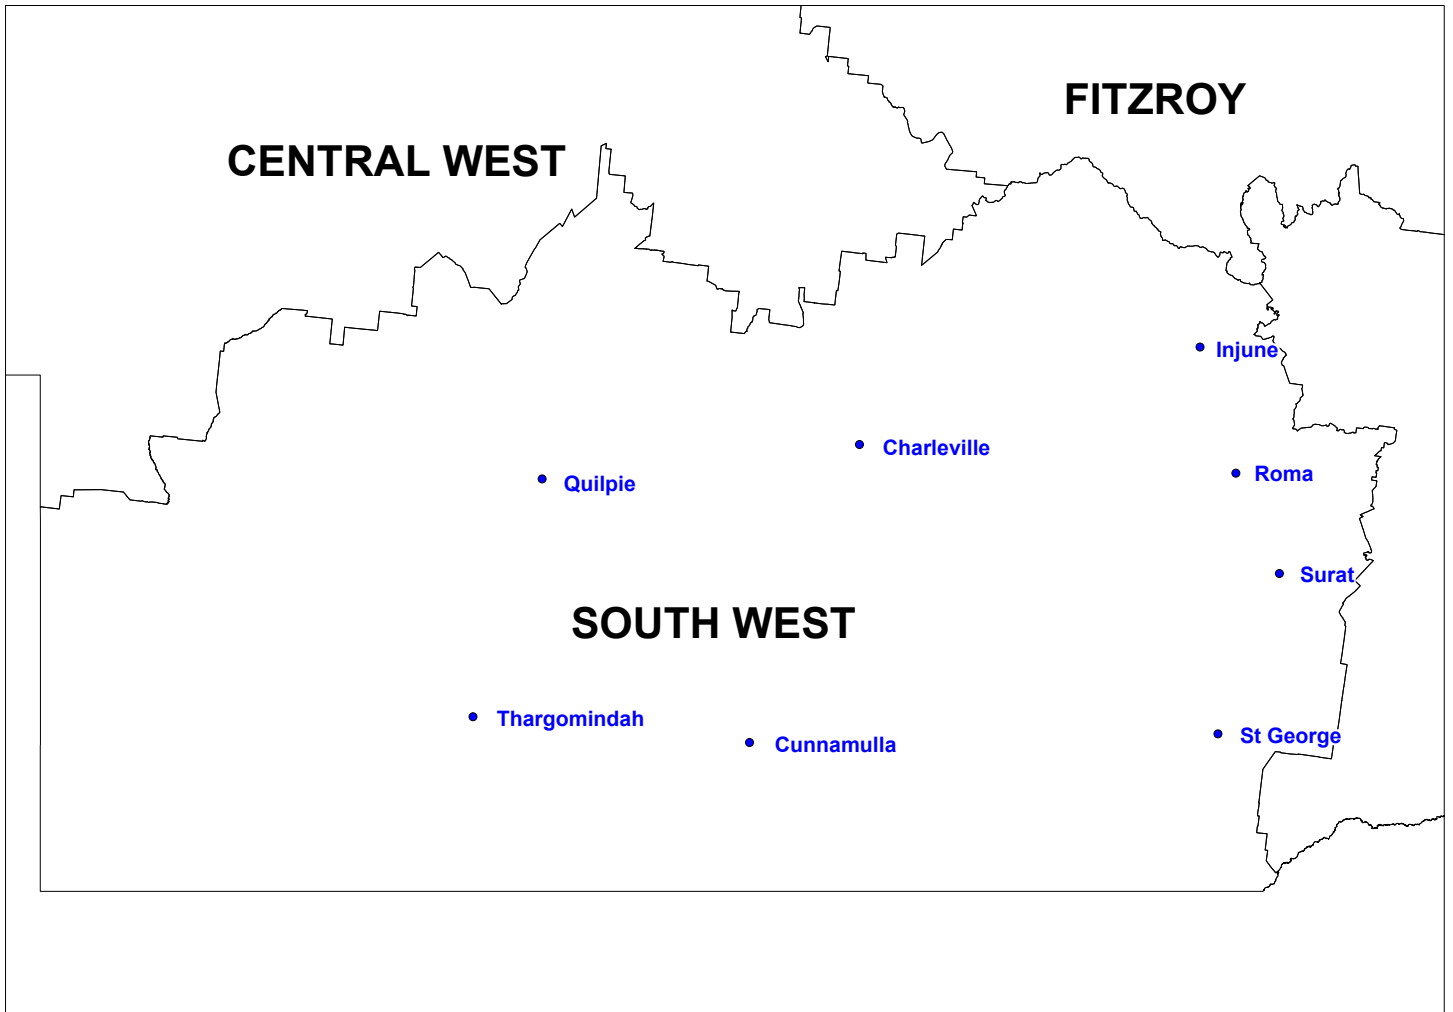 FITZROY
CENTRAL WEST
Injune
Charleville
Roma
Quilpie
Surat
SOUTH WEST
Thargomindah
St George
Cunnamulla